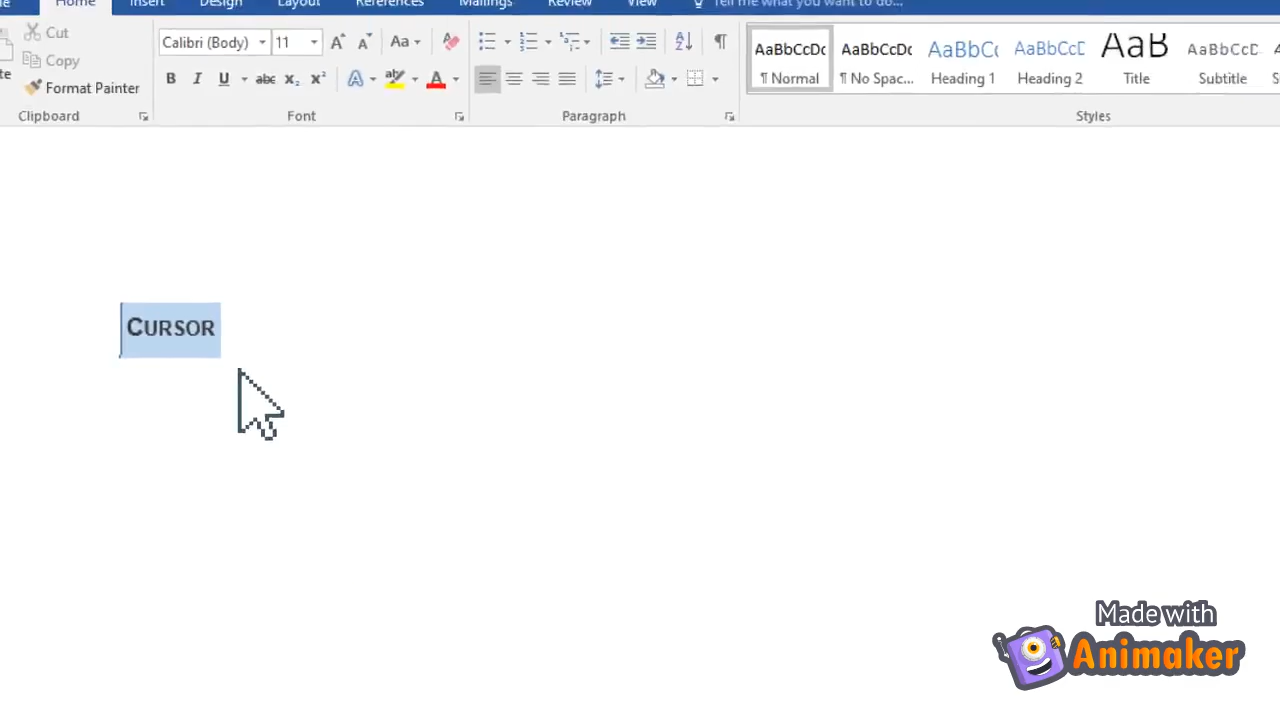 Home Insert Design Layout References Mailings Review View Tell me what you want to do...
Cut
Calibri (Body) 11 Aa
Copy
Format Painter
B I U abc x₂ x² A ab A
AaBbCcDc AaBbCcDc AaBbCc AaBbCcD AaB AaBbCcD
¶ Normal ¶ No Spac... Heading 1 Heading 2 Title Subtitle
Clipboard Font Paragraph Styles
CURSOR
Made with
Animaker